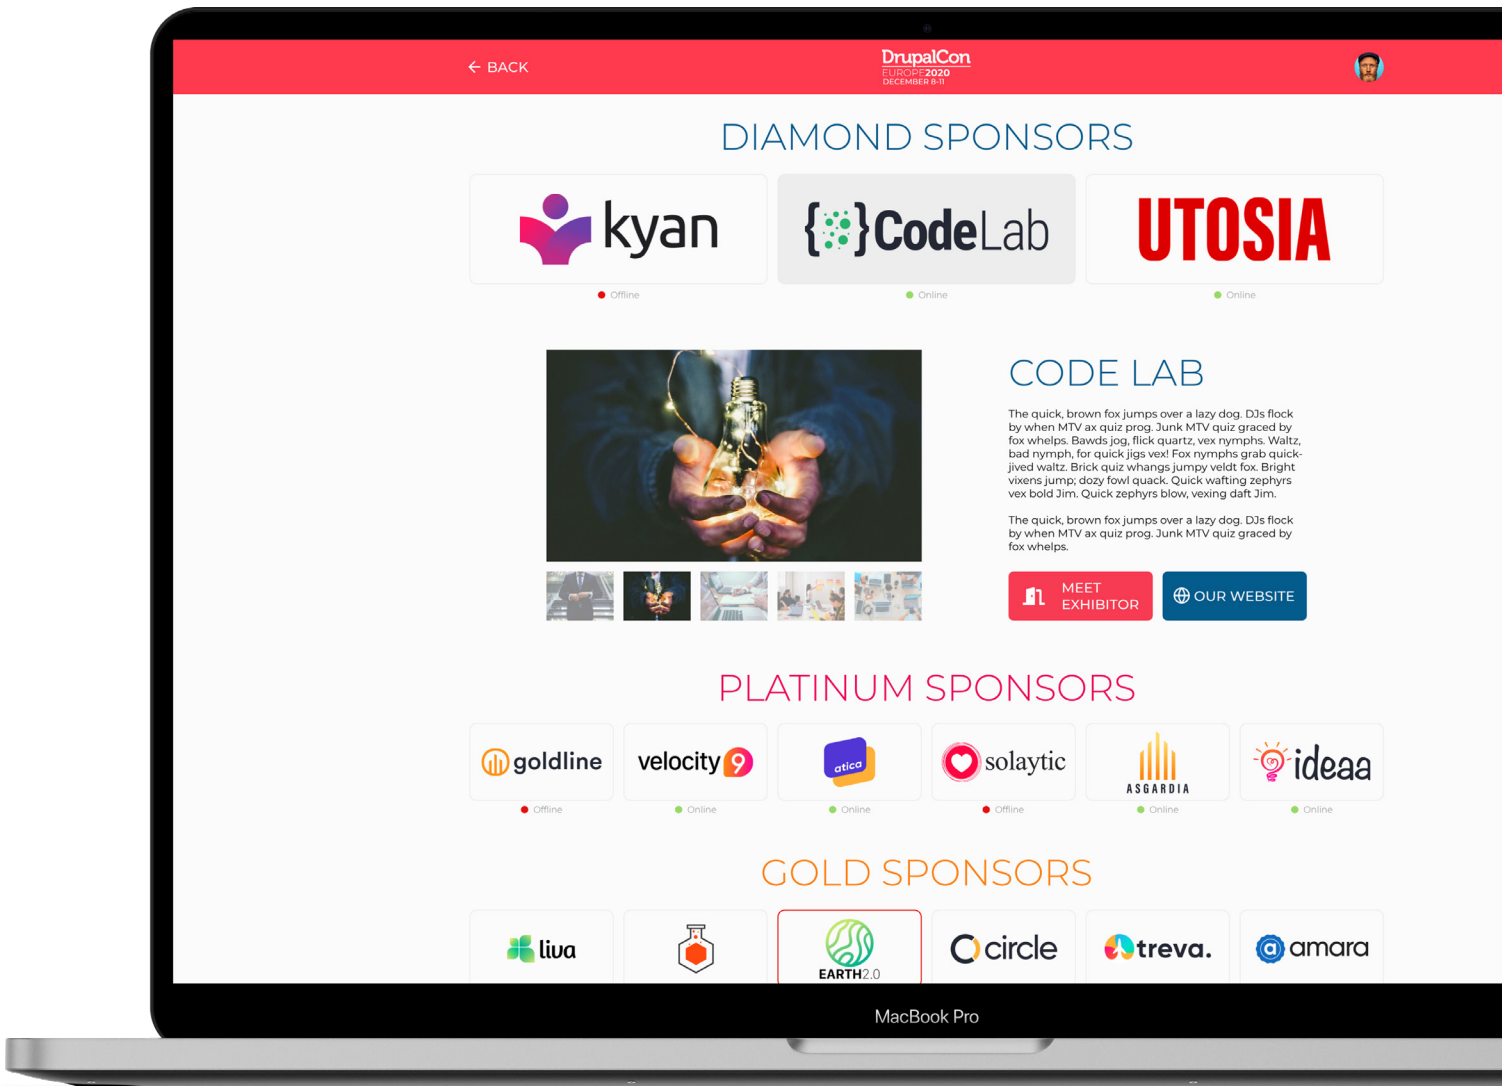 ← BACK
DrupalCon
EUROPE2020
DECEMBER 8-11
DIAMOND SPONSORS
kyan
{}CodeLab
UTOSIA
Offline
Online
Online
CODE LAB
The quick, brown fox jumps over a lazy dog. DJs flock
by when MTV ax quiz prog. Junk MTV quiz graced by
fox whelps. Bawds jog, flick quartz, vex nymphs. Waltz,
bad nymph, for quick jigs vex! Fox nymphs grab quick-
jived waltz. Brick quiz whangs jumpy veldt fox. Bright
vixens jump; dozy fowl quack. Quick wafting zephyrs
vex bold Jim. Quick zephyrs blow, vexing daft Jim.
The quick, brown fox jumps over a lazy dog. DJs flock
by when MTV ax quiz prog. Junk MTV quiz graced by
fox whelps.
MEET
EXHIBITOR
OUR WEBSITE
PLATINUM SPONSORS
goldline
velocity 9
atica
solaytic
ASGARDIA
ideaa
Offline
Online
Online
Offline
Online
Online
GOLD SPONSORS
liva
EARTH2.0
circle
treva.
a amara
MacBook Pro